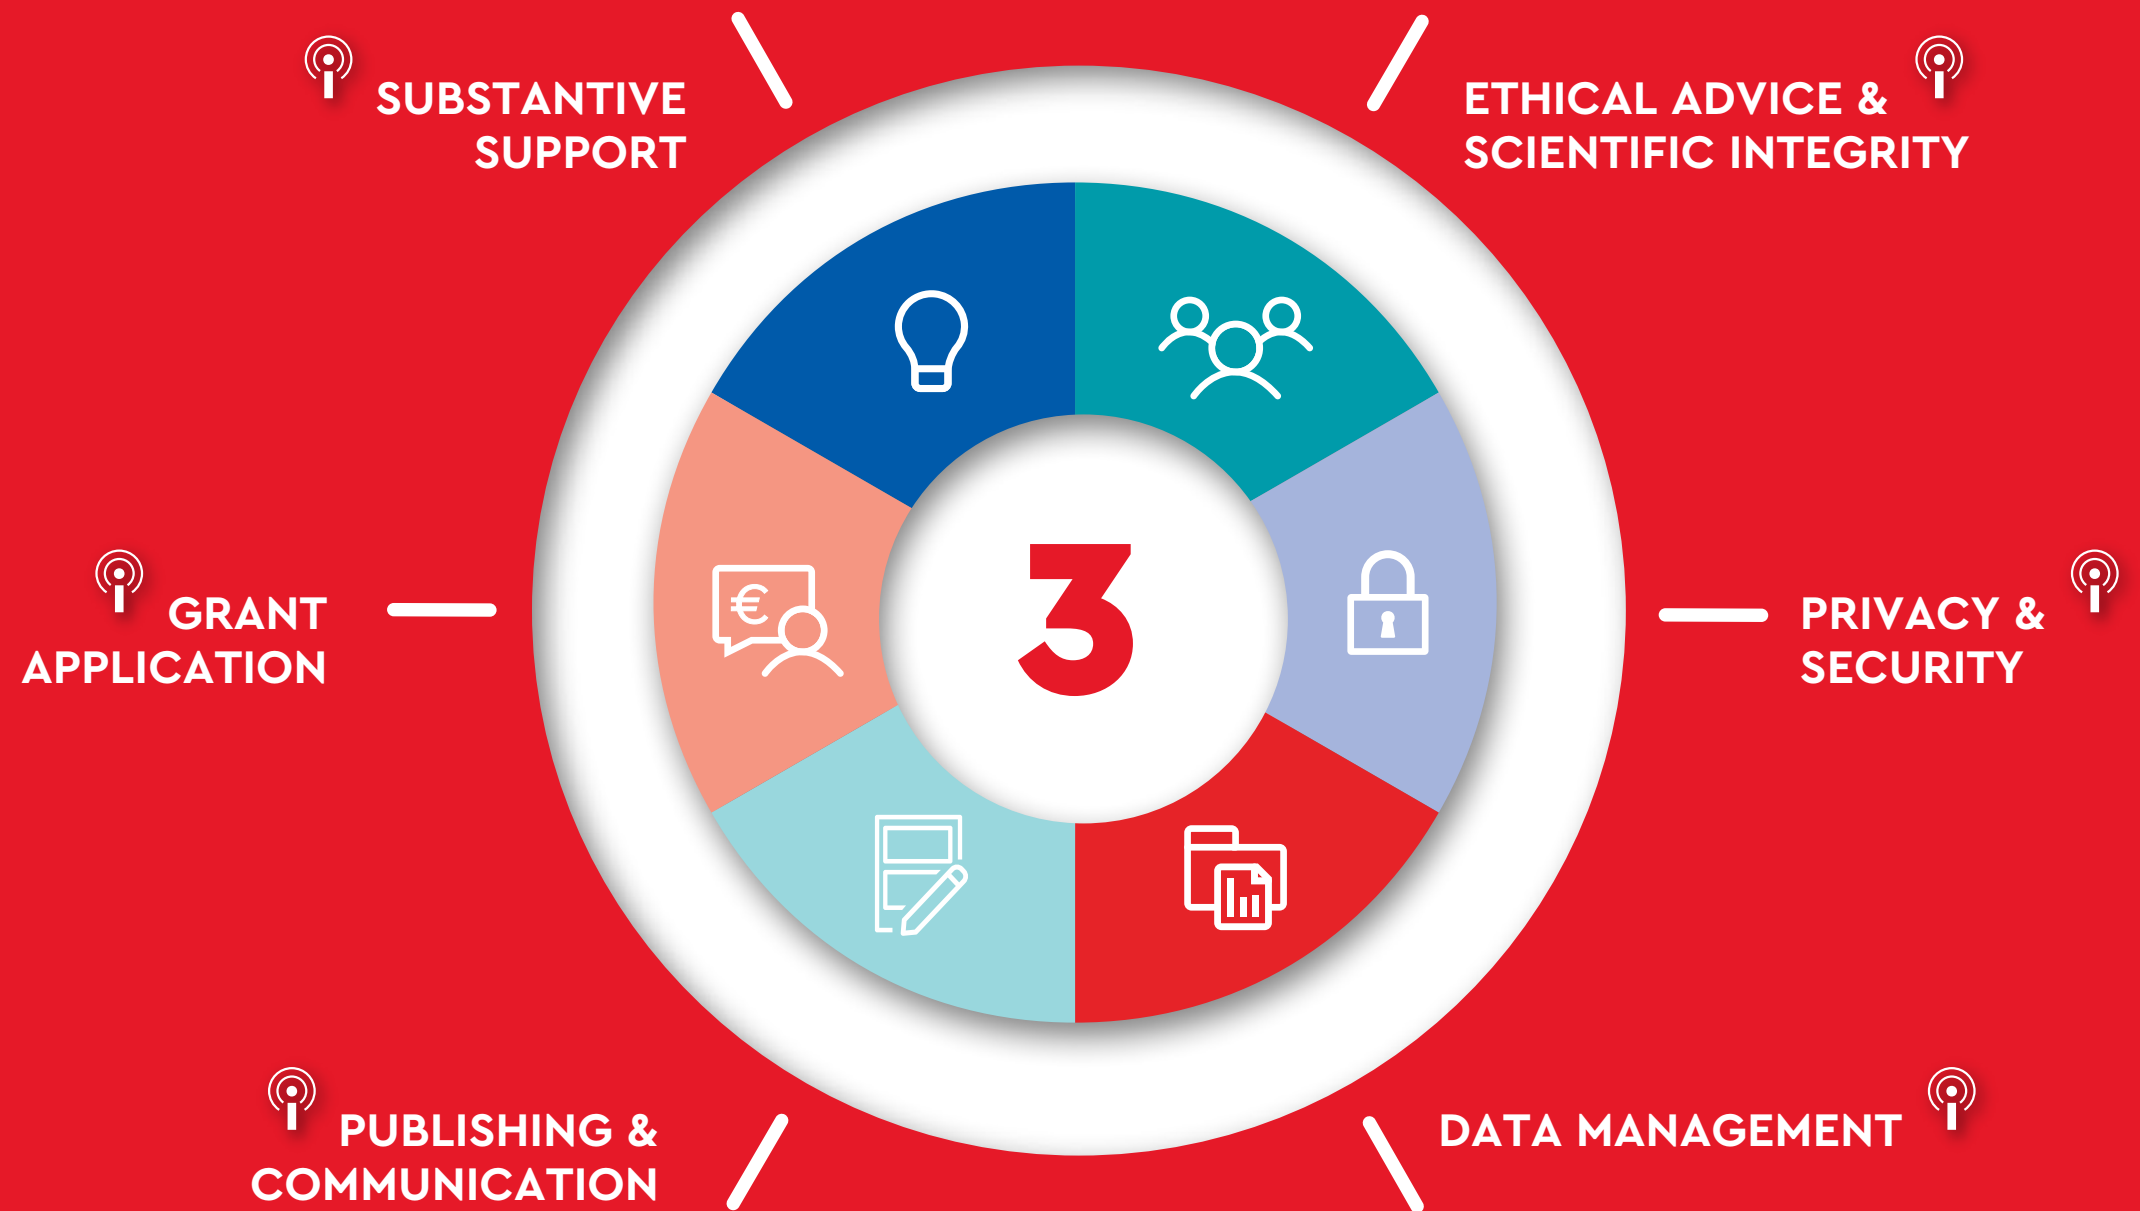 SUBSTANTIVE
SUPPORT
ETHICAL ADVICE &
SCIENTIFIC INTEGRITY
€
3
GRANT
APPLICATION
PRIVACY &
SECURITY
PUBLISHING &
COMMUNICATION
DATA MANAGEMENT